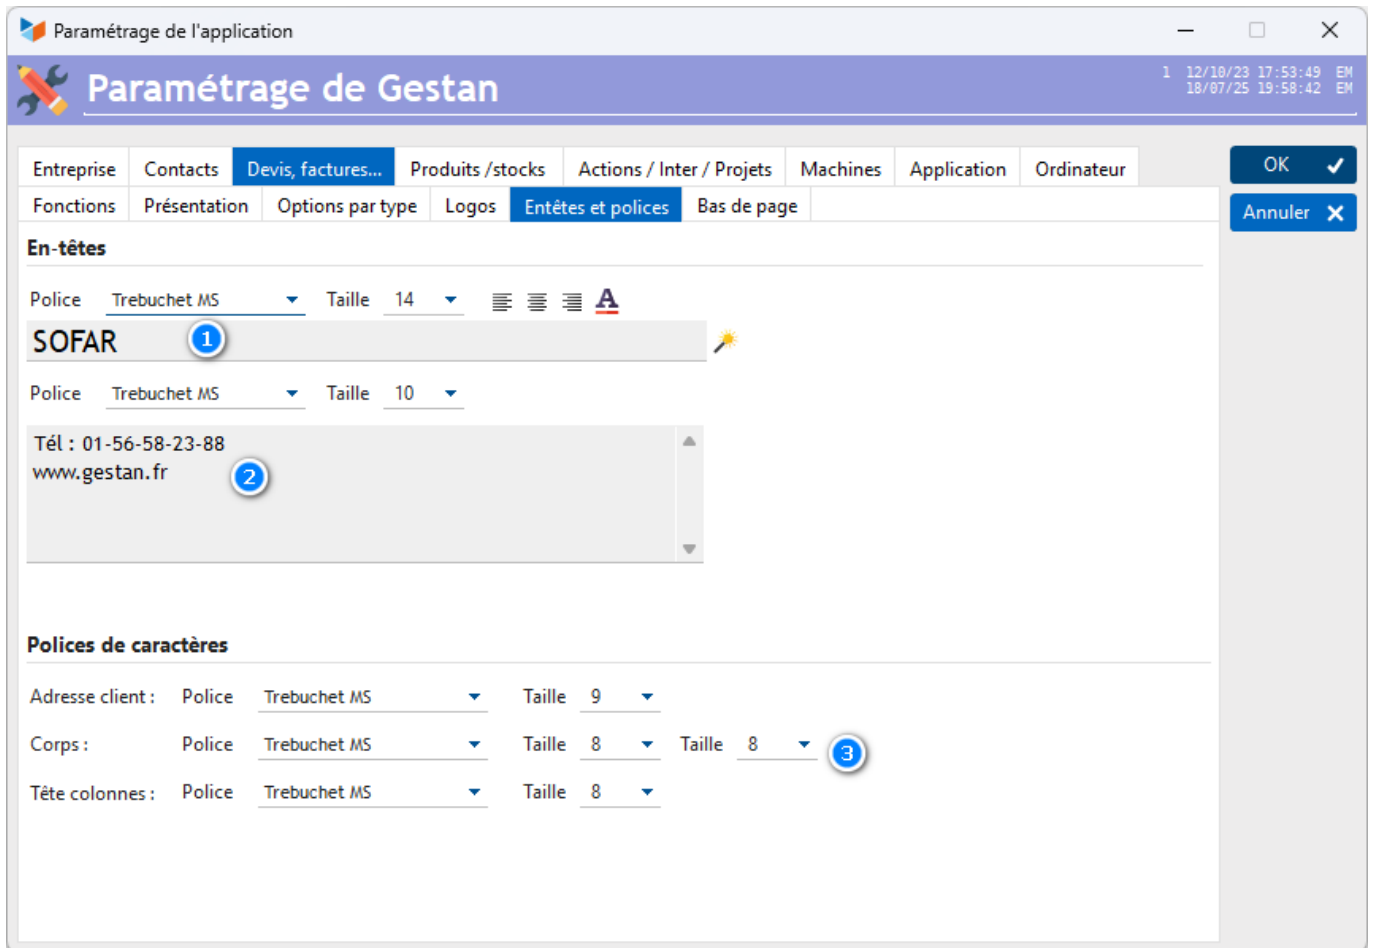 Paramétrage de l'application
Paramétrage de Gestan
1 12/10/23 17:53:49 EM
18/07/25 19:58:42 EM
Entreprise Contacts Devis, factures... Produits /stocks Actions / Inter / Projets Machines Application Ordinateur
OK
Fonctions Présentation Options par type Logos Entêtes et polices Bas de page
Annuler
En-têtes
Police Trebuchet MS Taille 14 A
SOFAR 1
Police Trebuchet MS Taille 10
Tél : 01-56-58-23-88
www.gestan.fr 2
Polices de caractères
Adresse client : Police Trebuchet MS Taille 9
Corps : Police Trebuchet MS Taille 8 Taille 8 3
Tête colonnes : Police Trebuchet MS Taille 8